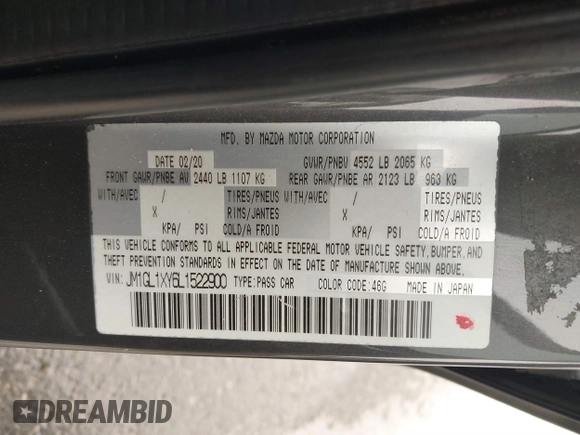 MFD. BY MAZDA MOTOR CORPORATION
DATE 02/20 GVWR/PNBV 4552 LB 2065 KG
FRONT GAWR/PNBE AV 2440 LB 1107 KG REAR GAWR/PNBE AR 2123 LB 963 KG
WITH/AVEC / TIRES/PNEUS WITH/AVEC / TIRES/PNEUS
X RIMS/JANTES X RIMS/JANTES
KPA/ PSI COLD/A FROID KPA/ PSI COLD/A FROID
THIS VEHICLE CONFORMS TO ALL APPLICABLE FEDERAL MOTOR VEHICLE SAFETY, BUMPER, AND
THEFT PREVENTION STANDARDS IN EFFECT ON THE DATE OF MANUFACTURE SHOWN ABOVE.
VIN: JM1GL1XY6L1522900 TYPE: PASS CAR COLOR CODE: 46G MADE IN JAPAN
DREAMBID